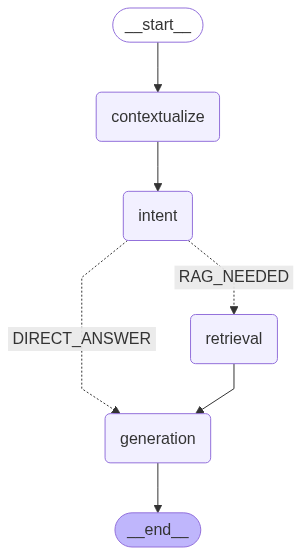 __start__
contextualize
intent
RAG_NEEDED
DIRECT_ANSWER
retrieval
generation
__end__